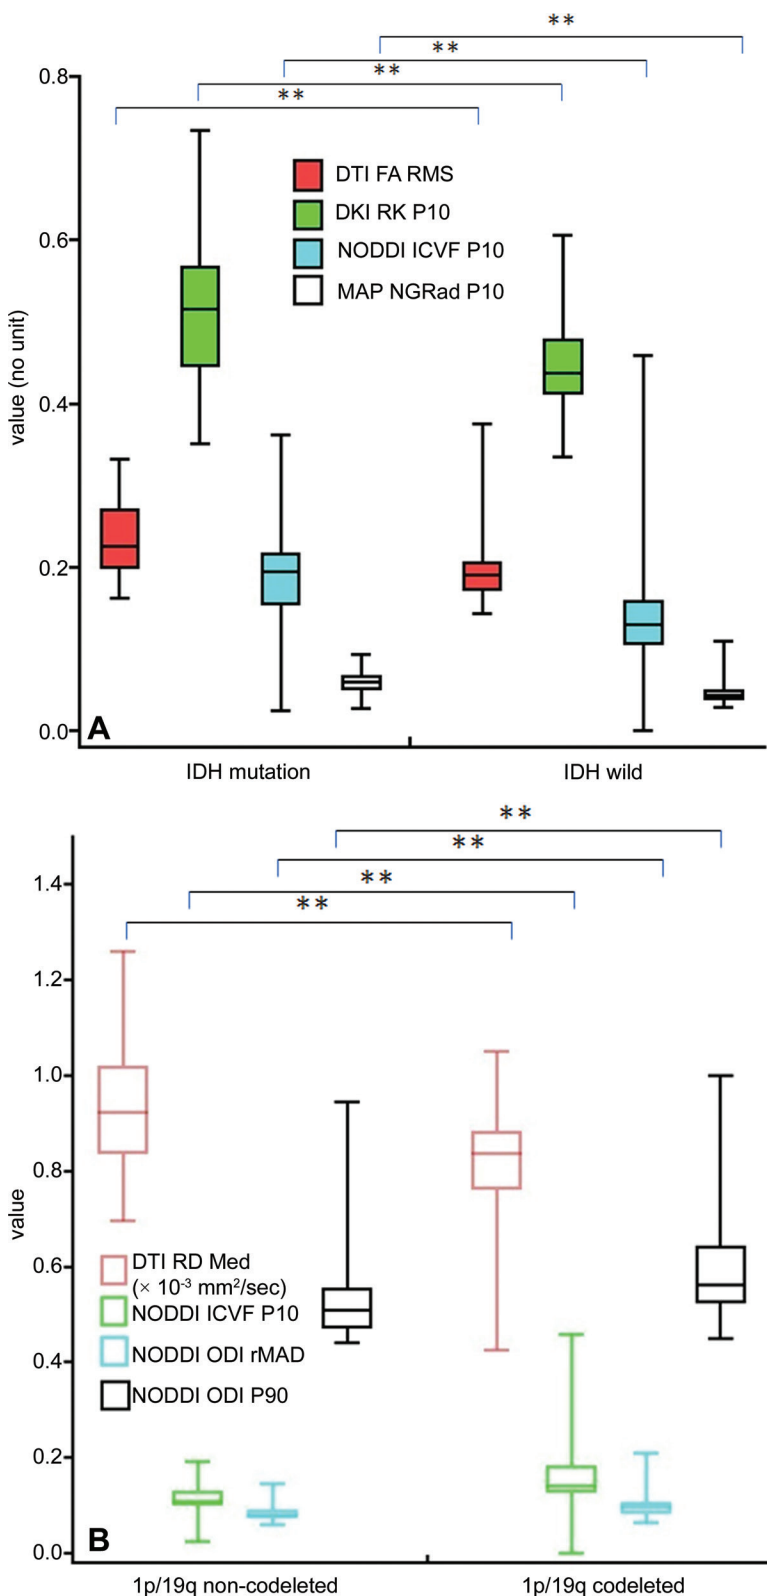 **
**
**
**
0.8
DTI FA RMS
DKI RK P10
0.6
NODDI ICVF P10
MAP NGRad P10
value (no unit)
0.4
0.2
0.0
A
IDH mutation
IDH wild
**
**
**
**
1.4
1.2
1.0
0.8
value
0.6
DTI RD Med
(× 10-³ mm²/sec)
NODDI ICVF P10
NODDI ODI rMAD
0.4
NODDI ODI P90
0.2
0.0
B
1p/19q non-codeleted
1p/19q codeleted